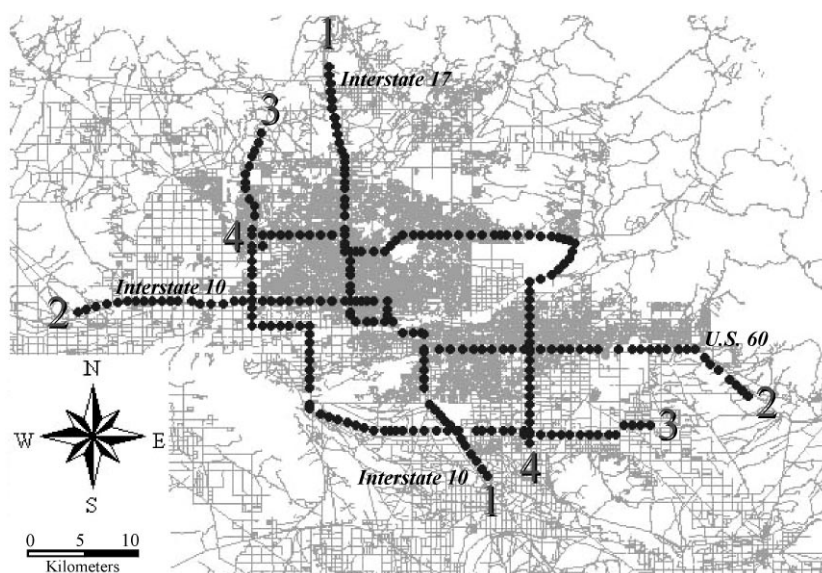 1
Interstate 17
3
4
Interstate 10
2
U.S. 60
N
W E
S
2
3
4
Interstate 10
1
0 5 10
Kilometers